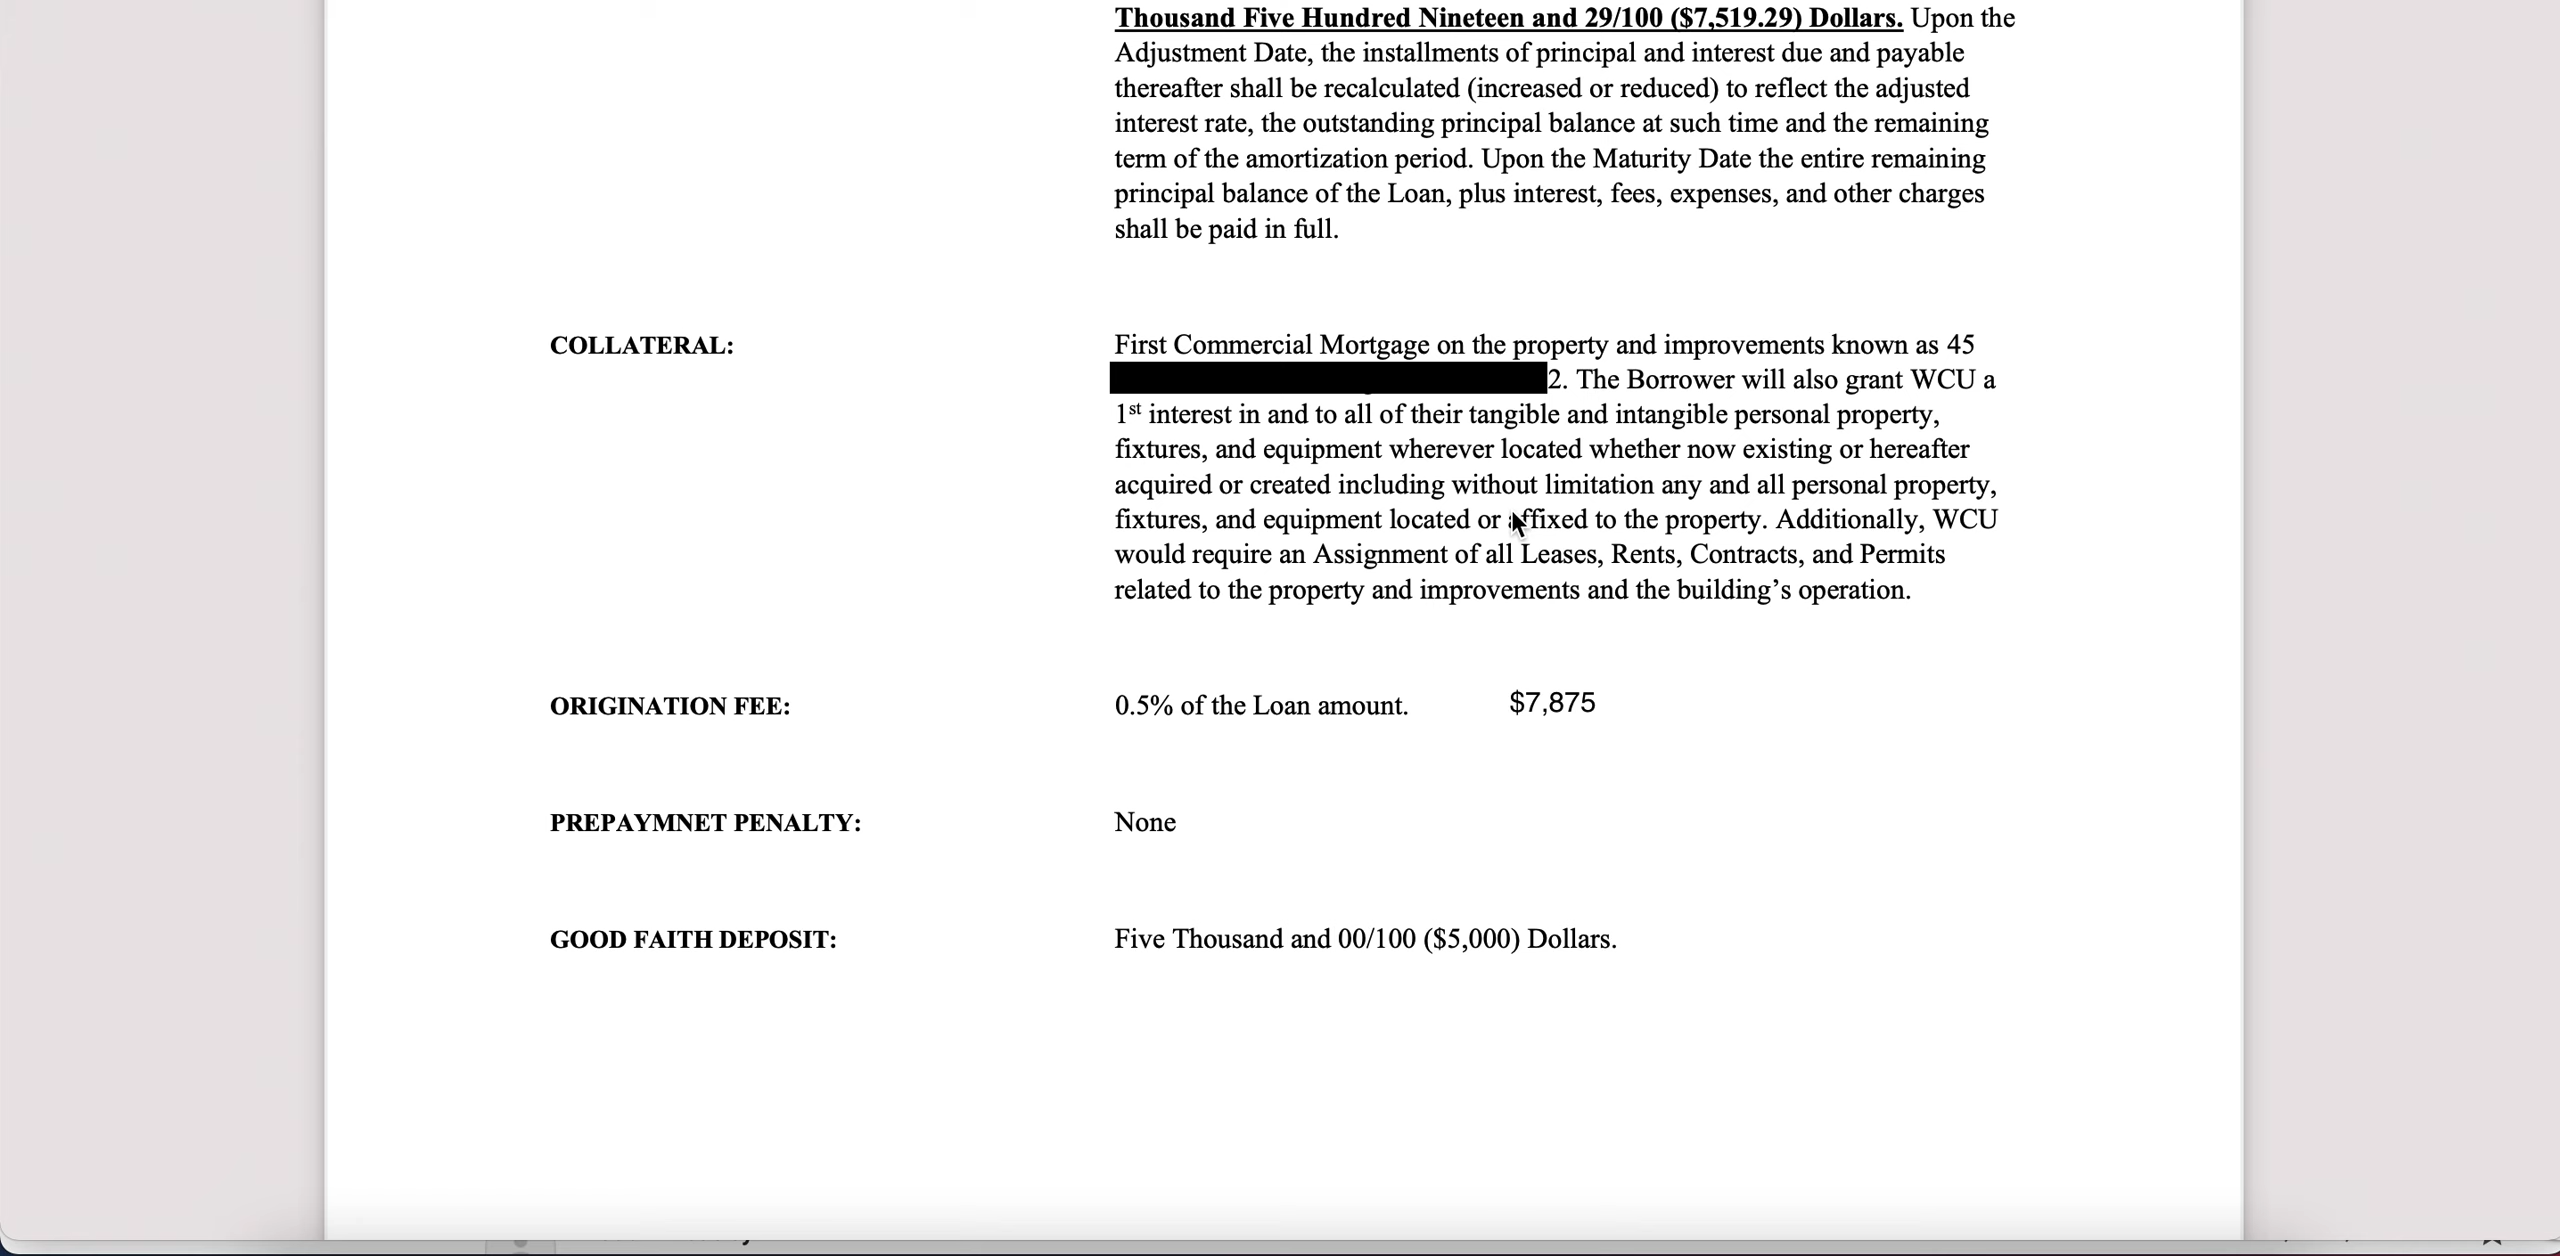 Thousand Five Hundred Nineteen and 29/100 ($7,519.29) Dollars. Upon the
Adjustment Date, the installments of principal and interest due and payable
thereafter shall be recalculated (increased or reduced) to reflect the adjusted
interest rate, the outstanding principal balance at such time and the remaining
term of the amortization period. Upon the Maturity Date the entire remaining
principal balance of the Loan, plus interest, fees, expenses, and other charges
shall be paid in full.
COLLATERAL:
First Commercial Mortgage on the property and improvements known as 45
2. The Borrower will also grant WCU a
1st interest in and to all of their tangible and intangible personal property,
fixtures, and equipment wherever located whether now existing or hereafter
acquired or created including without limitation any and all personal property,
fixtures, and equipment located or affixed to the property. Additionally, WCU
would require an Assignment of all Leases, Rents, Contracts, and Permits
related to the property and improvements and the building’s operation.
ORIGINATION FEE:
0.5% of the Loan amount. $7,875
PREPAYMNET PENALTY:
None
GOOD FAITH DEPOSIT:
Five Thousand and 00/100 ($5,000) Dollars.